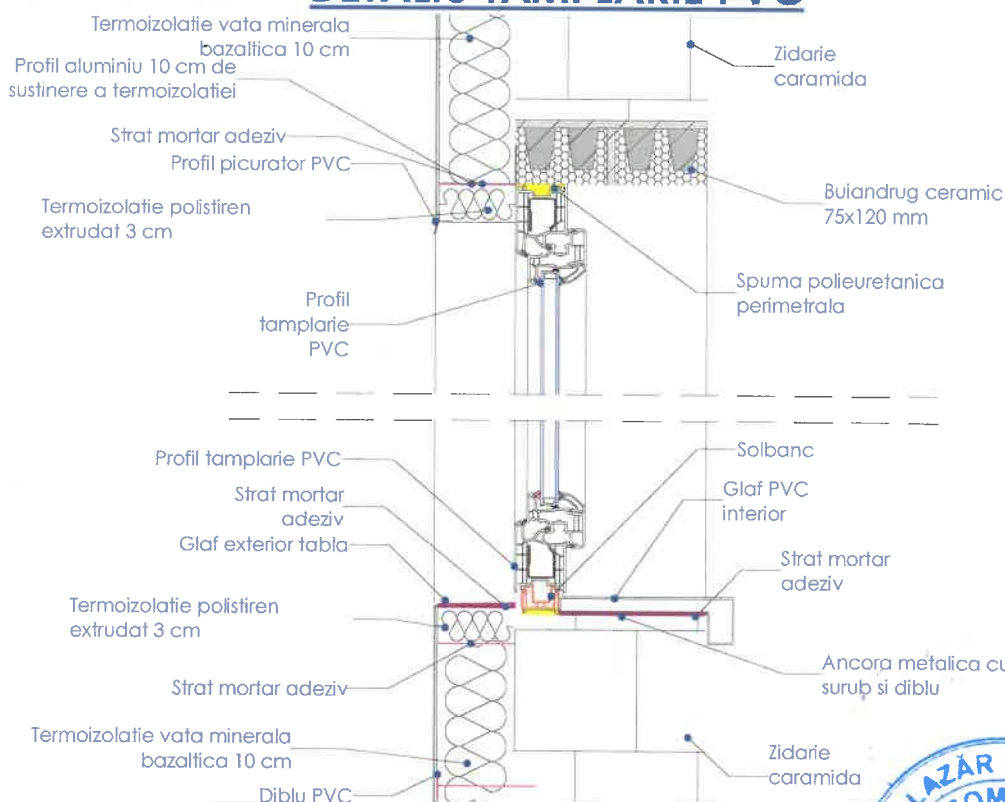 DETALIU TAMPLARIE PVC
Termoizolatie vata minerala
bazaltica 10 cm
Profil aluminiu 10 cm de
sustinere a termoizolatiei
Strat mortar adeziv
Profil picurator PVC
Termoizolatie polistiren
extrudat 3 cm
Profil
tamplarie
PVC
Zidarie
caramida
Buiandrug ceramic
75x120 mm
Spuma polieuretanica
perimetrala
Profil tamplarie PVC
Strat mortar
adeziv
Glaf exterior tabla
Termoizolatie polistiren
extrudat 3 cm
Strat mortar adeziv
Termoizolatie vata minerala
bazaltica 10 cm
Diblu PVC
Solbanc
Glaf PVC
interior
Strat mortar
adeziv
Ancora metalica cu
surub si diblu
Zidarie
caramida
LAZĂR